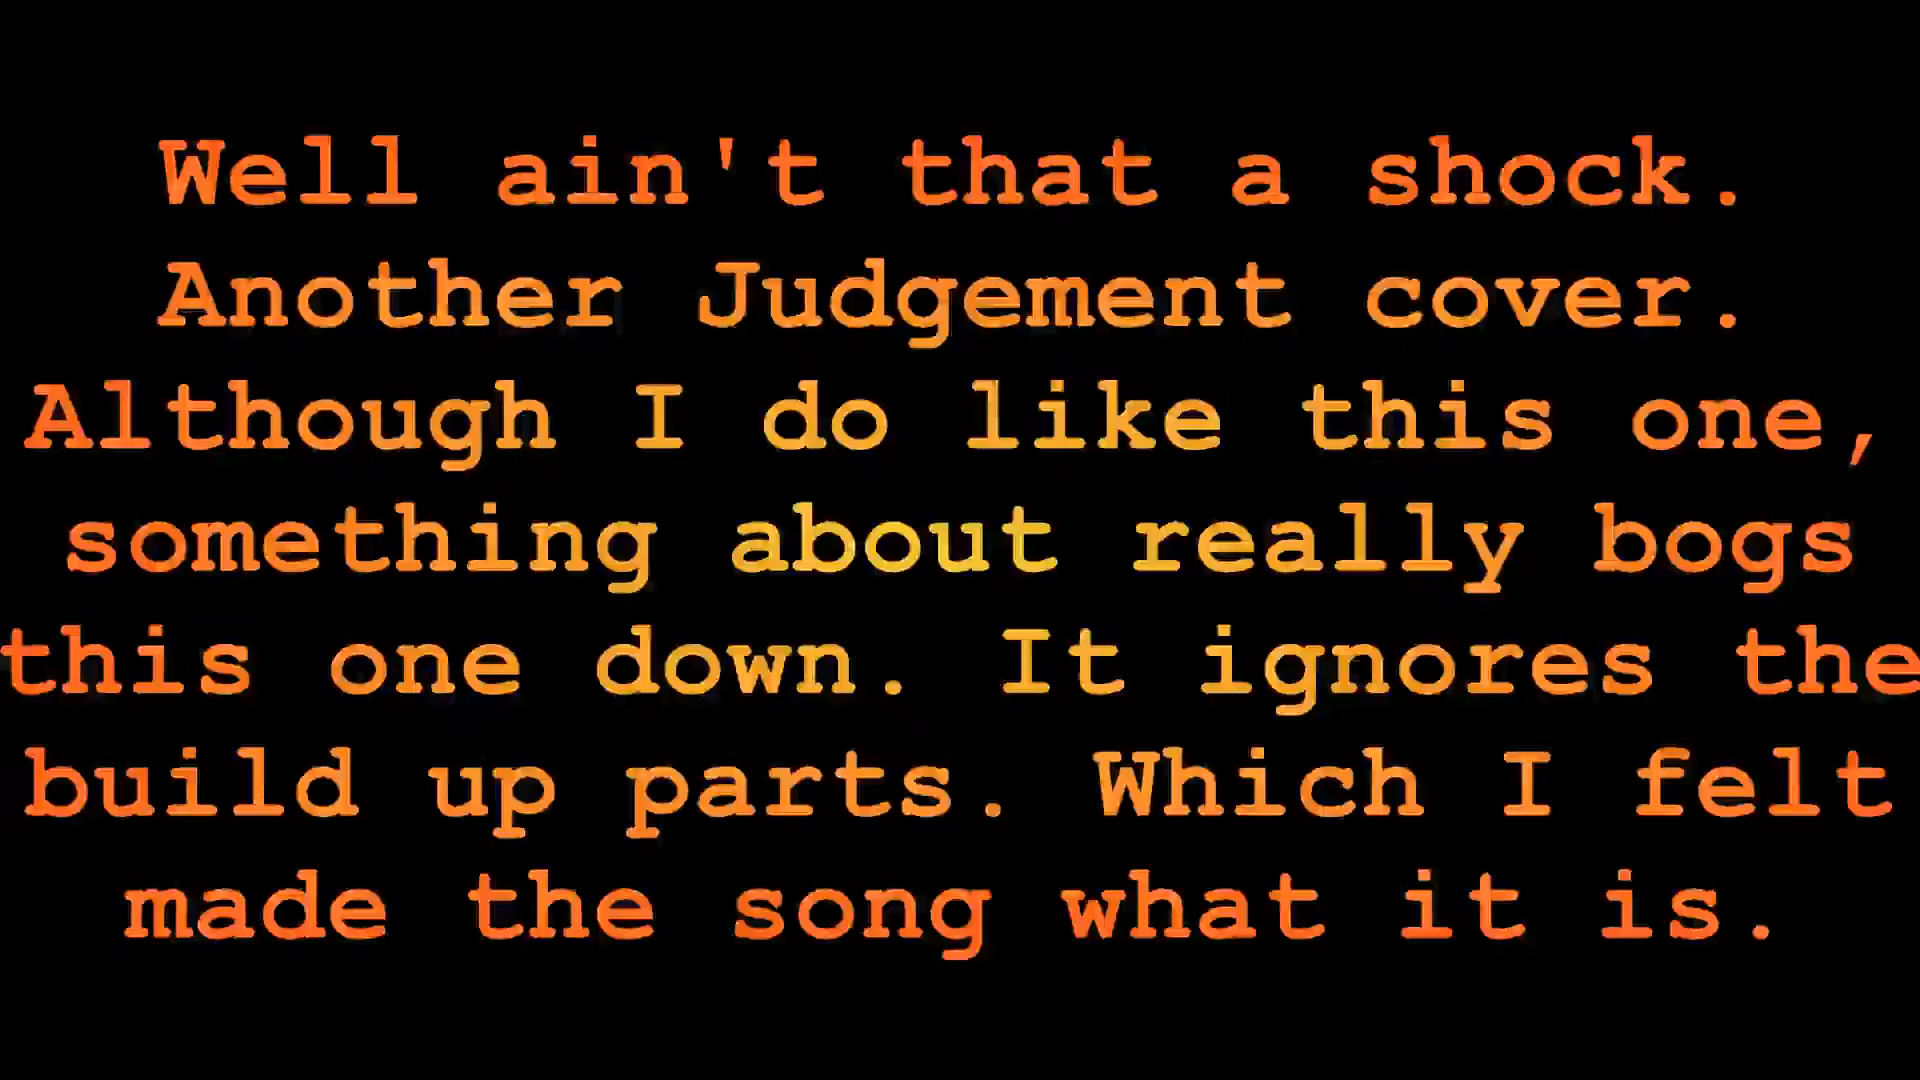 Well ain't that a shock.
Another Judgement cover.
Although I do like this one,
something about really bogs
this one down. It ignores the
build up parts. Which I felt
made the song what it is.